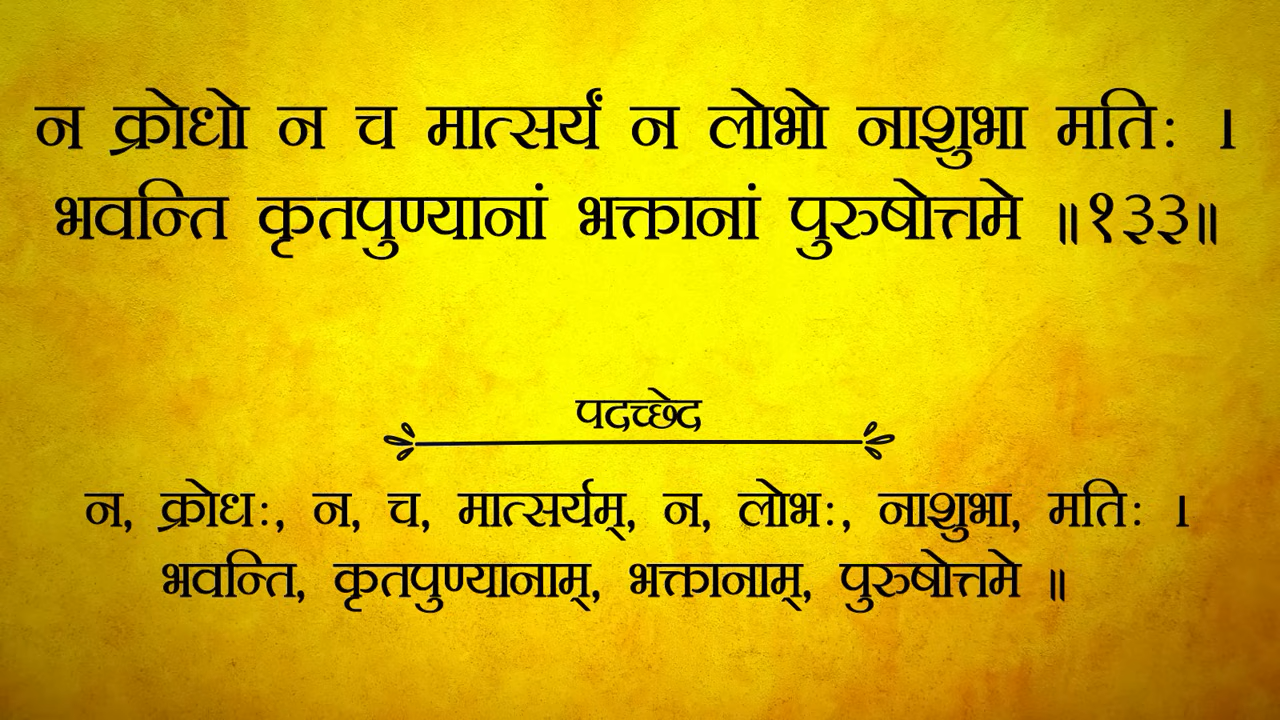 न क्रोधो न च मात्सर्यं न लोभो नाशुभा मतिः ।
भवन्ति कृतपुण्यानां भक्तानां पुरुषोत्तमे ॥१३३॥
पदच्छेद
न, क्रोधः, न, च, मात्सर्यम्, न, लोभः, नाशुभा, मतिः ।
भवन्ति, कृतपुण्यानाम्, भक्तानाम्, पुरुषोत्तमे ॥